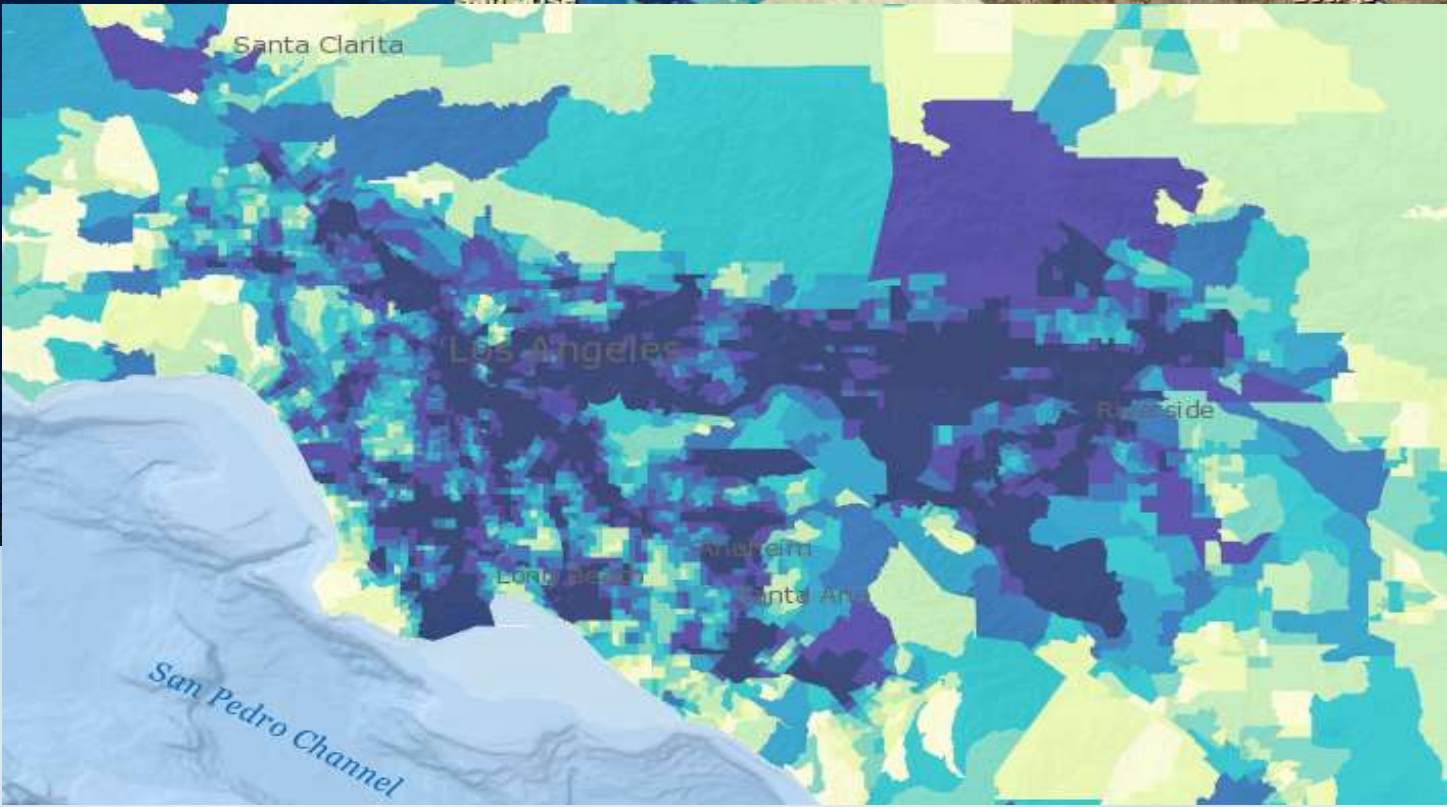 Santa Clarita
Los Angeles
Riverside
Anaheim
Long Beach
Santa Ana
San Pedro Channel